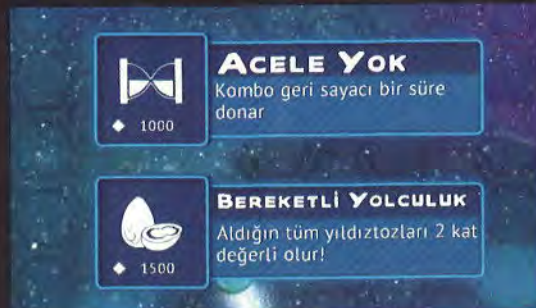 ACELE YOK
Kombo geri sayacı bir süre
donar
◆ 1000
BEREKETLİ YOLCULUK
Aldığın tüm yıldıztozları 2 kat
değerli olur!
◆ 1500